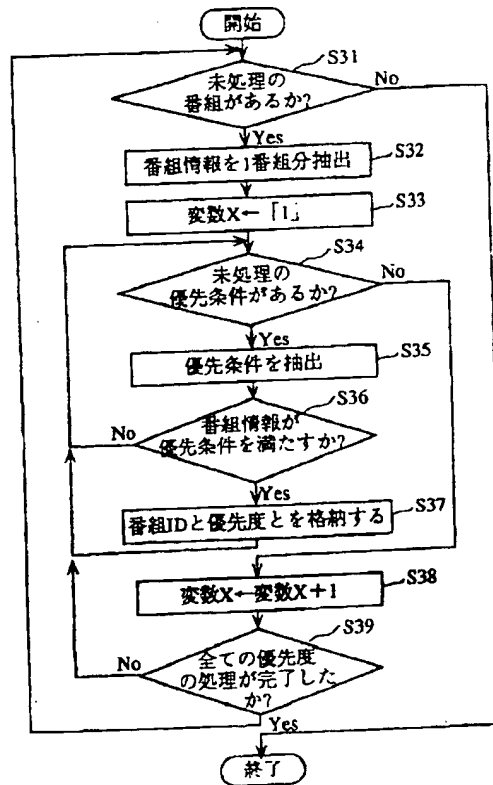 開始
S31
未処理の
番組があるか?
No
Yes
番組情報を1番組分抽出
S32
変数X←「1」
S33
S34
未処理の
優先条件があるか?
No
Yes
優先条件を抽出
S35
S36
番組情報が
優先条件を満たすか?
No
Yes
番組IDと優先度とを格納する
S37
変数X←変数X+1
S38
S39
全ての優先度
の処理が完了した
か?
No
Yes
終了